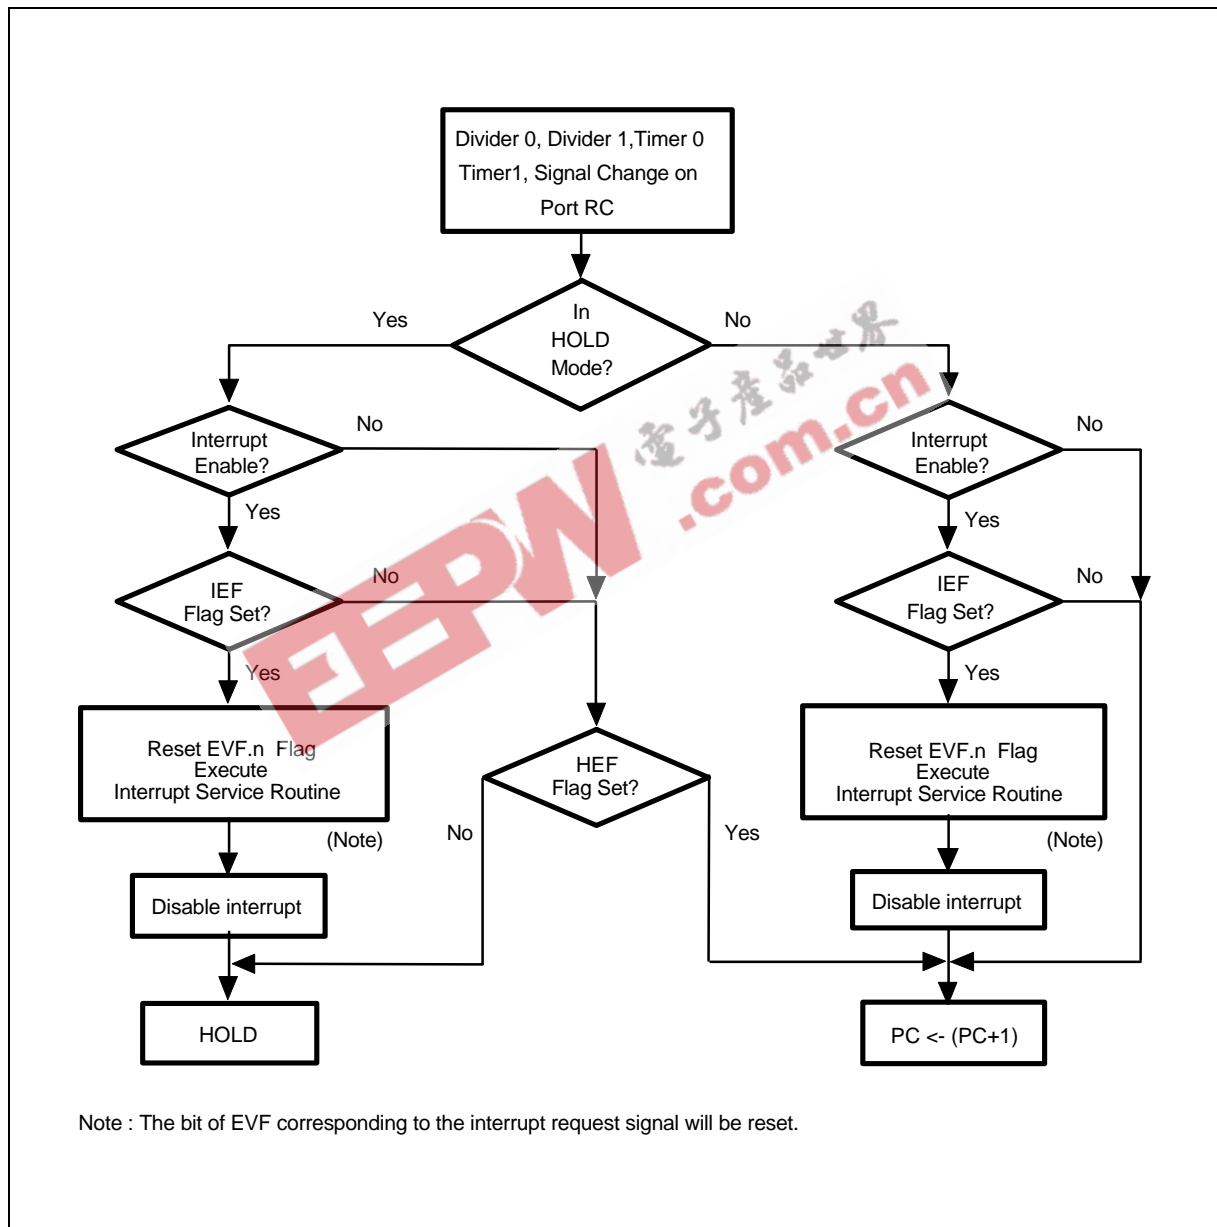 Divider 0, Divider 1,Timer 0
Timer1, Signal Change on
Port RC
In
HOLD
Mode?
Yes
No
Interrupt
Enable?
No
Interrupt
Enable?
No
Yes
Yes
IEF
Flag Set?
No
IEF
Flag Set?
No
Yes
Yes
Reset EVF.n Flag
Execute
Interrupt Service Routine
(Note)
HEF
Flag Set?
No
Yes
Reset EVF.n Flag
Execute
Interrupt Service Routine
(Note)
Disable interrupt
Disable interrupt
HOLD
PC <- (PC+1)
Note : The bit of EVF corresponding to the interrupt request signal will be reset.
EEPW
電子產品世界
.com.cn